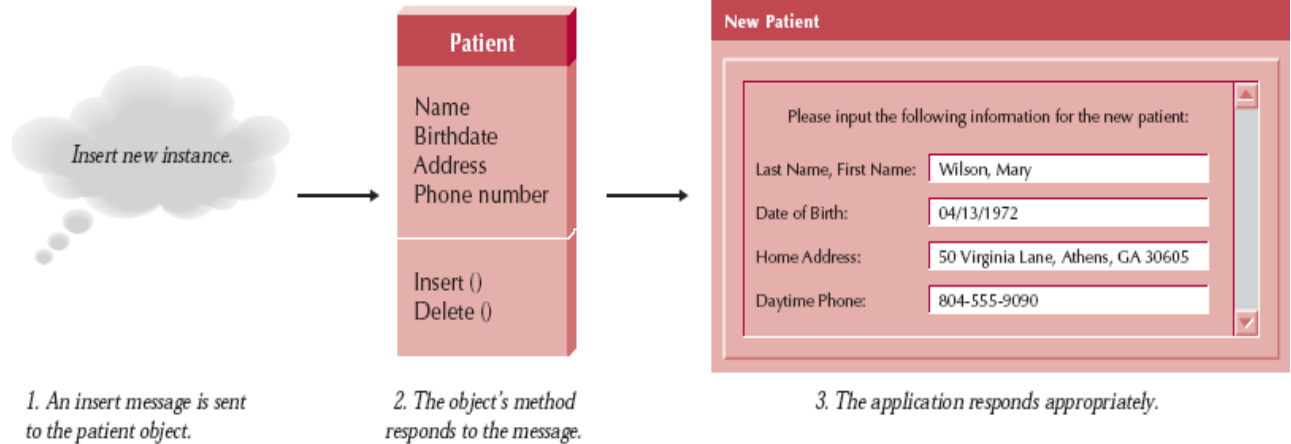 Insert new instance.
1. An insert message is sent
to the patient object.
Patient
Name
Birthdate
Address
Phone number
Insert ()
Delete ()
2. The object's method
responds to the message.
New Patient
Please input the following information for the new patient:
Last Name, First Name: Wilson, Mary
Date of Birth: 04/13/1972
Home Address: 50 Virginia Lane, Athens, GA 30605
Daytime Phone: 804-555-9090
3. The application responds appropriately.